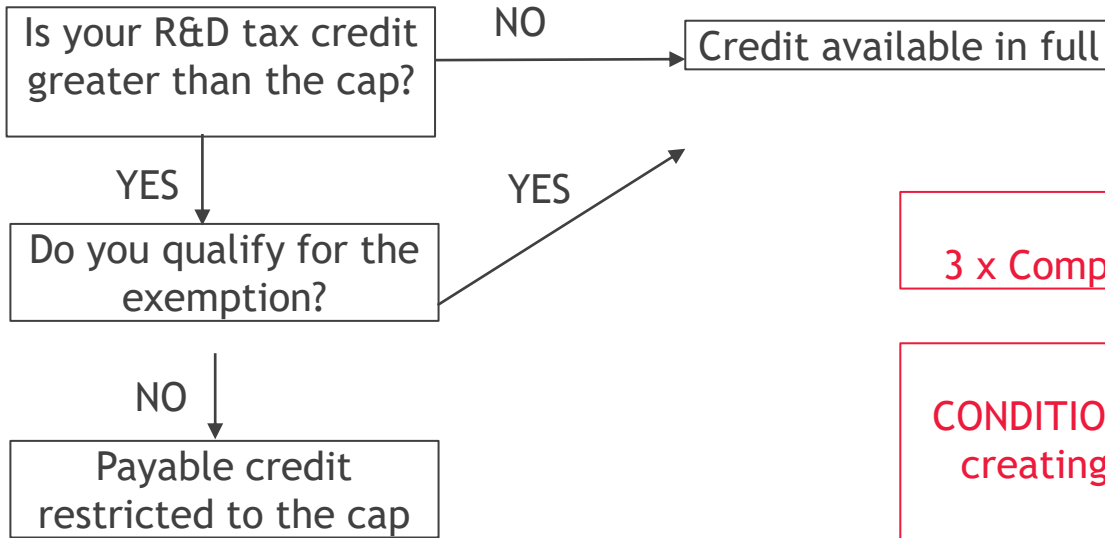 Is your R&D tax credit
greater than the cap?
NO
Credit available in full
YES
YES
Do you qualify for the
exemption?
3 x Comp
NO
CONDITIO
creating
Payable credit
restricted to the cap